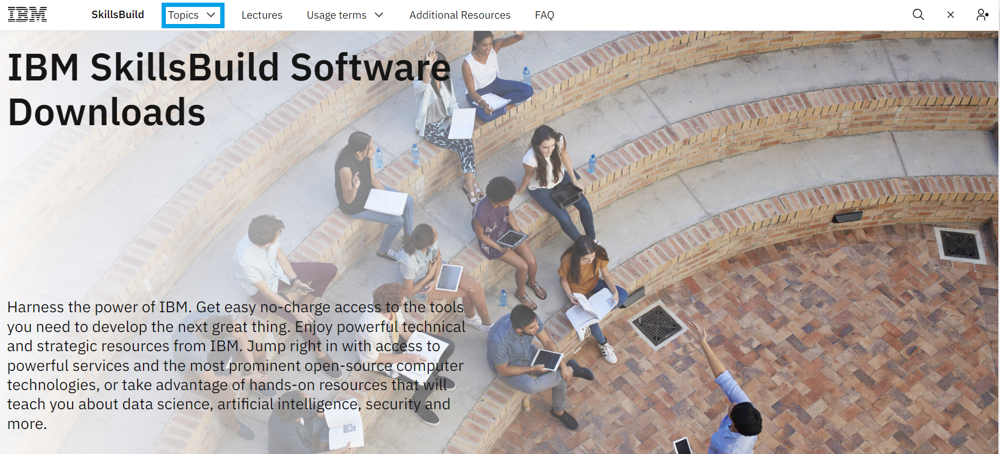 IBM SkillsBuild Topics Lectures Usage terms Additional Resources FAQ
IBM SkillsBuild Software
Downloads
Harness the power of IBM. Get easy no-charge access to the tools
you need to develop the next great thing. Enjoy powerful technical
and strategic resources from IBM. Jump right in with access to
powerful services and the most prominent open-source computer
technologies, or take advantage of hands-on resources that will
teach you about data science, artificial intelligence, security and
more.